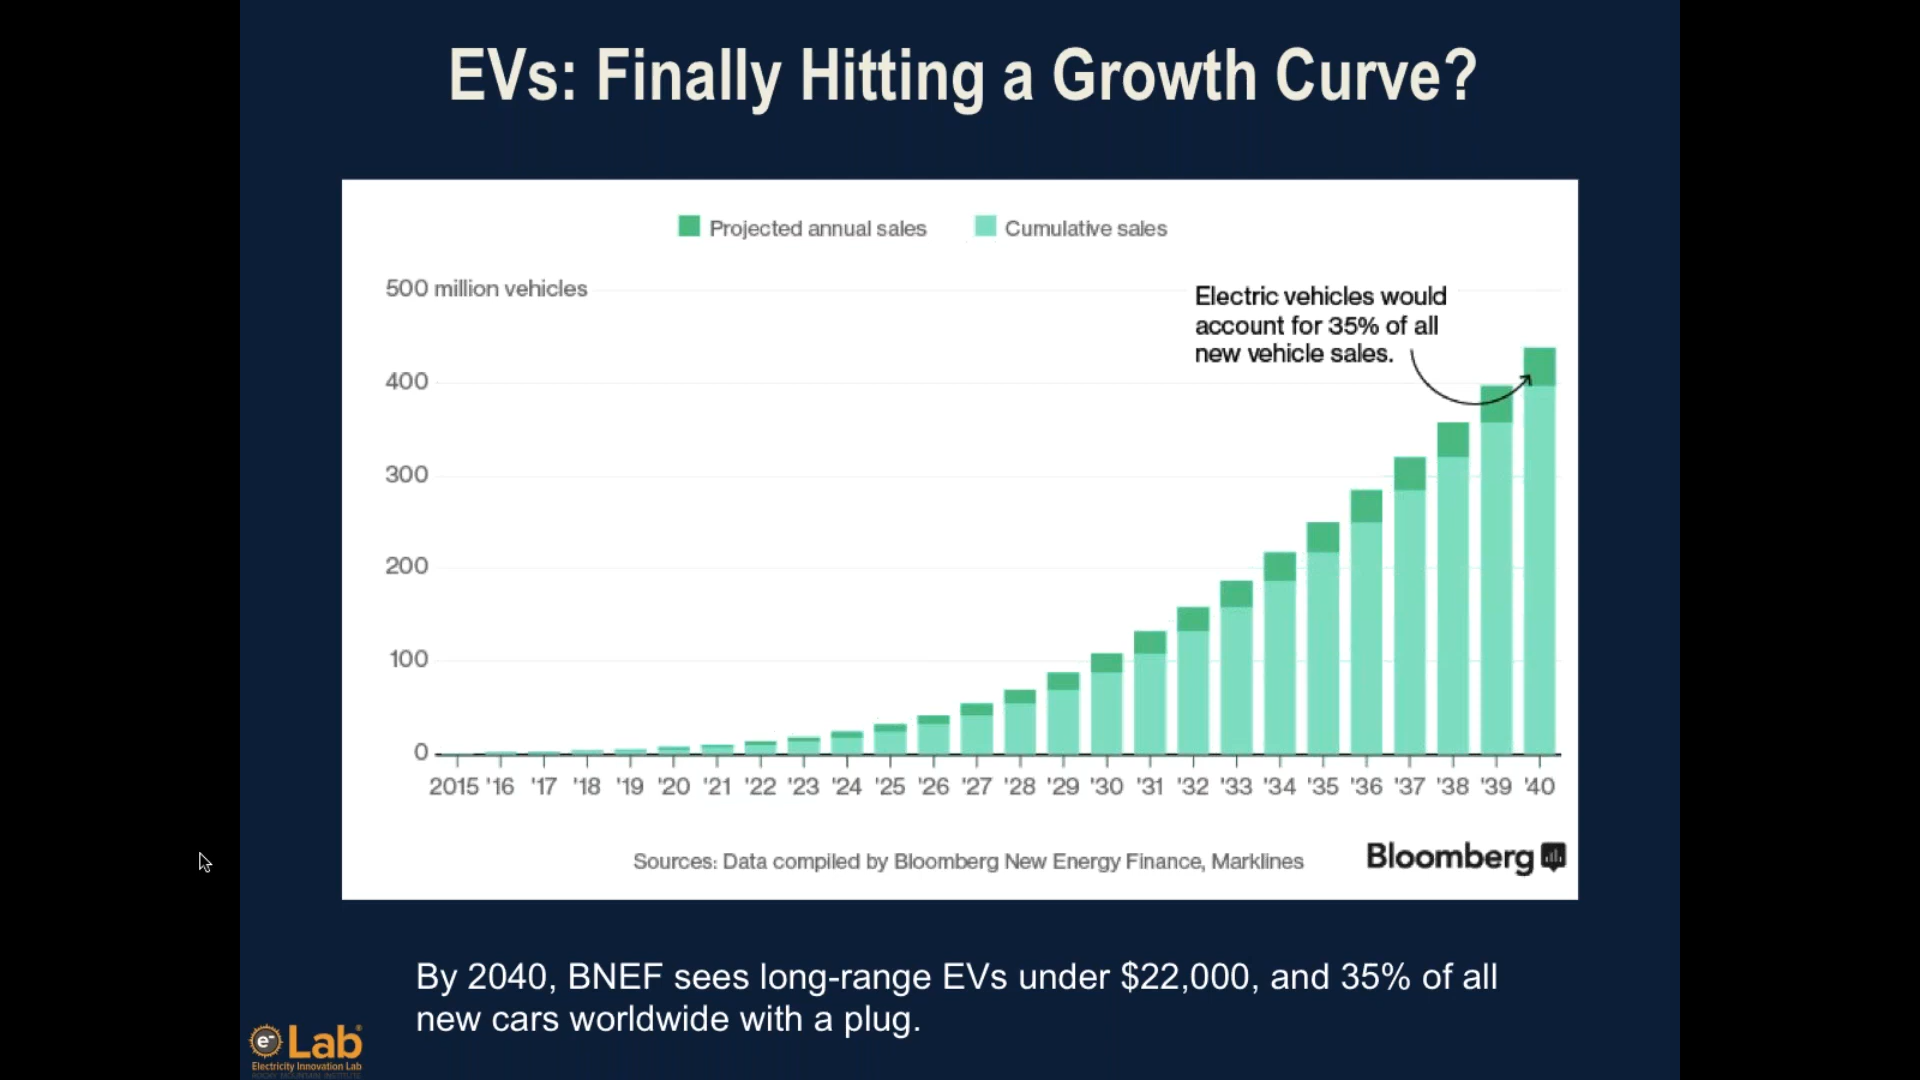 EVs: Finally Hitting a Growth Curve?
Projected annual sales
Cumulative sales
500 million vehicles
Electric vehicles would
account for 35% of all
new vehicle sales.
400
300
200
100
0
2015 '16 '17 '18 '19 '20 '21 '22 '23 '24 '25 '26 '27 '28 '29 '30 '31 '32 '33 '34 '35 '36 '37 '38 '39 '40
Sources: Data compiled by Bloomberg New Energy Finance, Marklines
Bloomberg
By 2040, BNEF sees long-range EVs under $22,000, and 35% of all
new cars worldwide with a plug.
e- Lab
Electricity Innovation Lab
ROCKY MOUNTAIN INSTITUTE